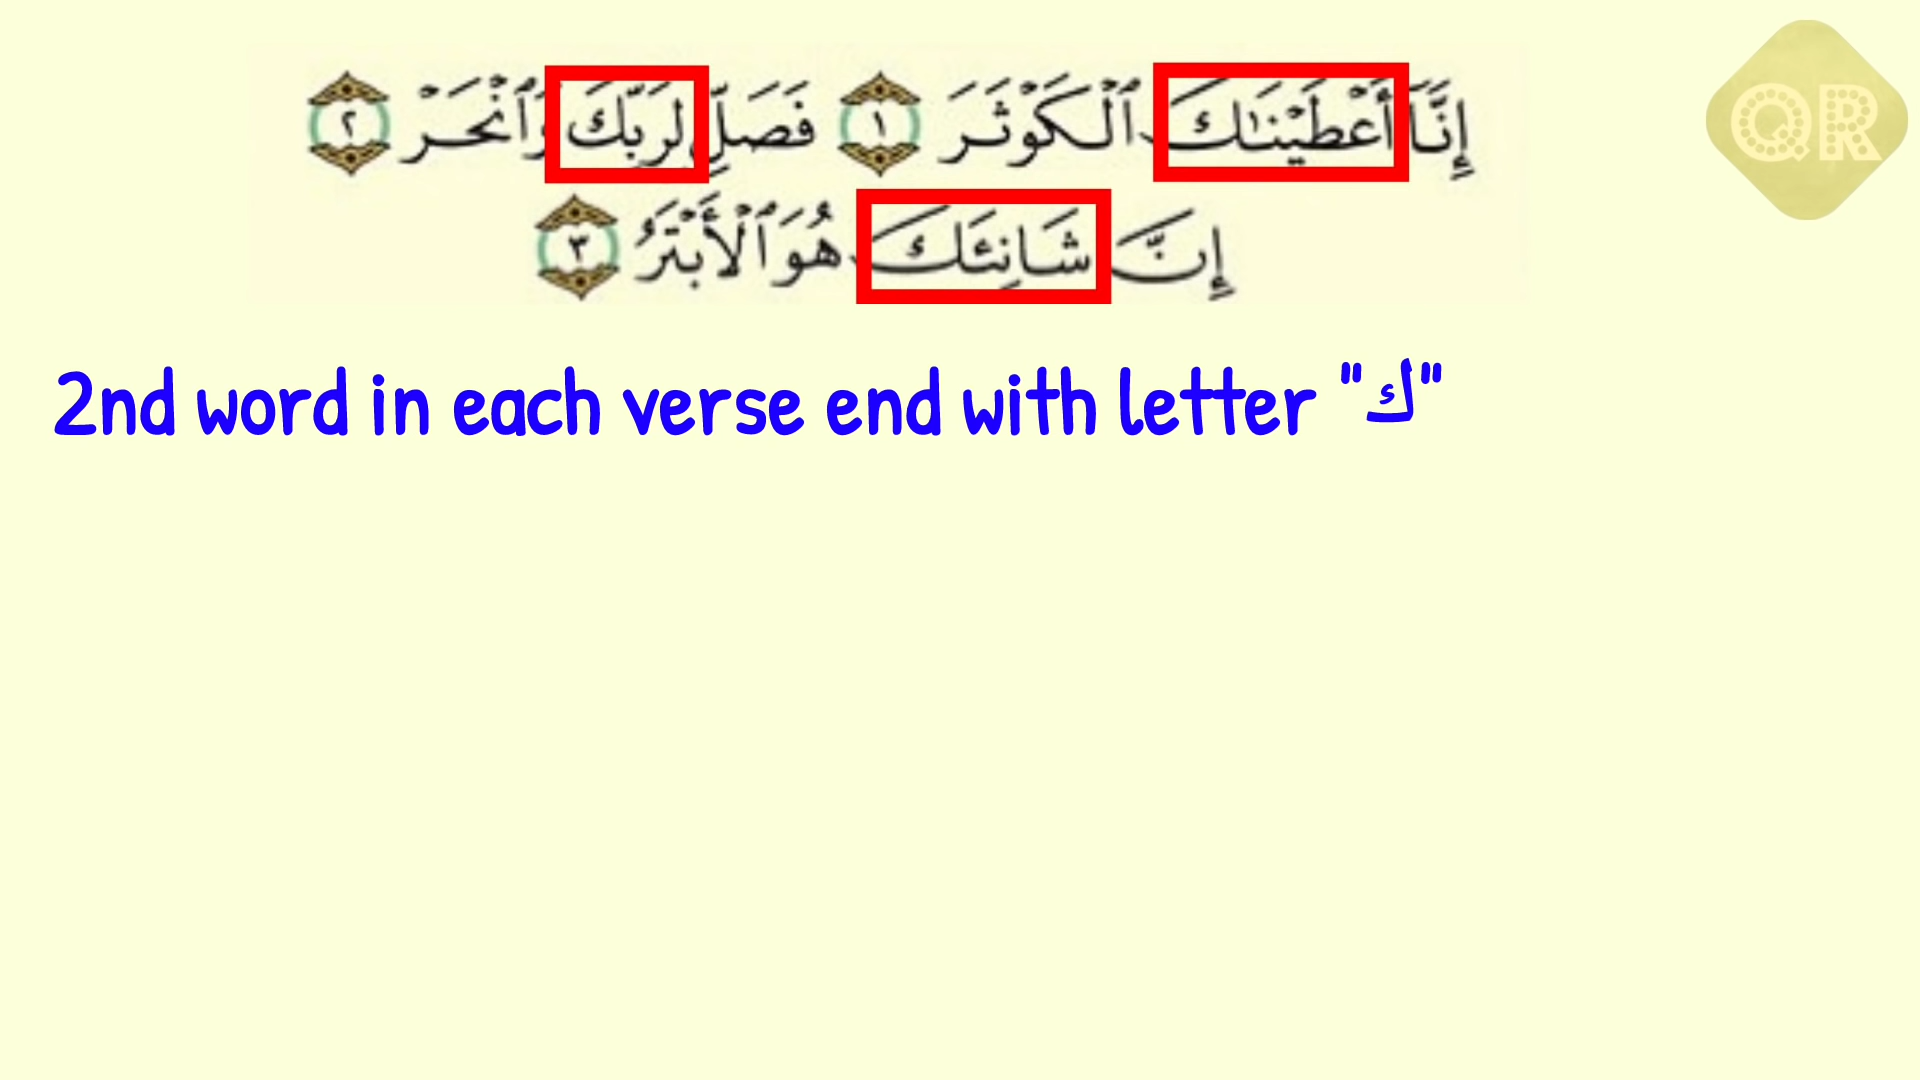 إِنَّآ أَعْطَيْنَـٰكَ ٱلْكَوْثَرَ ١ فَصَلِّ لِرَبِّكَ وَٱنْحَرْ ٢
إِنَّ شَانِئَكَ هُوَ ٱلْأَبْتَرُ ٣
2nd word in each verse end with letter "ك"
QR